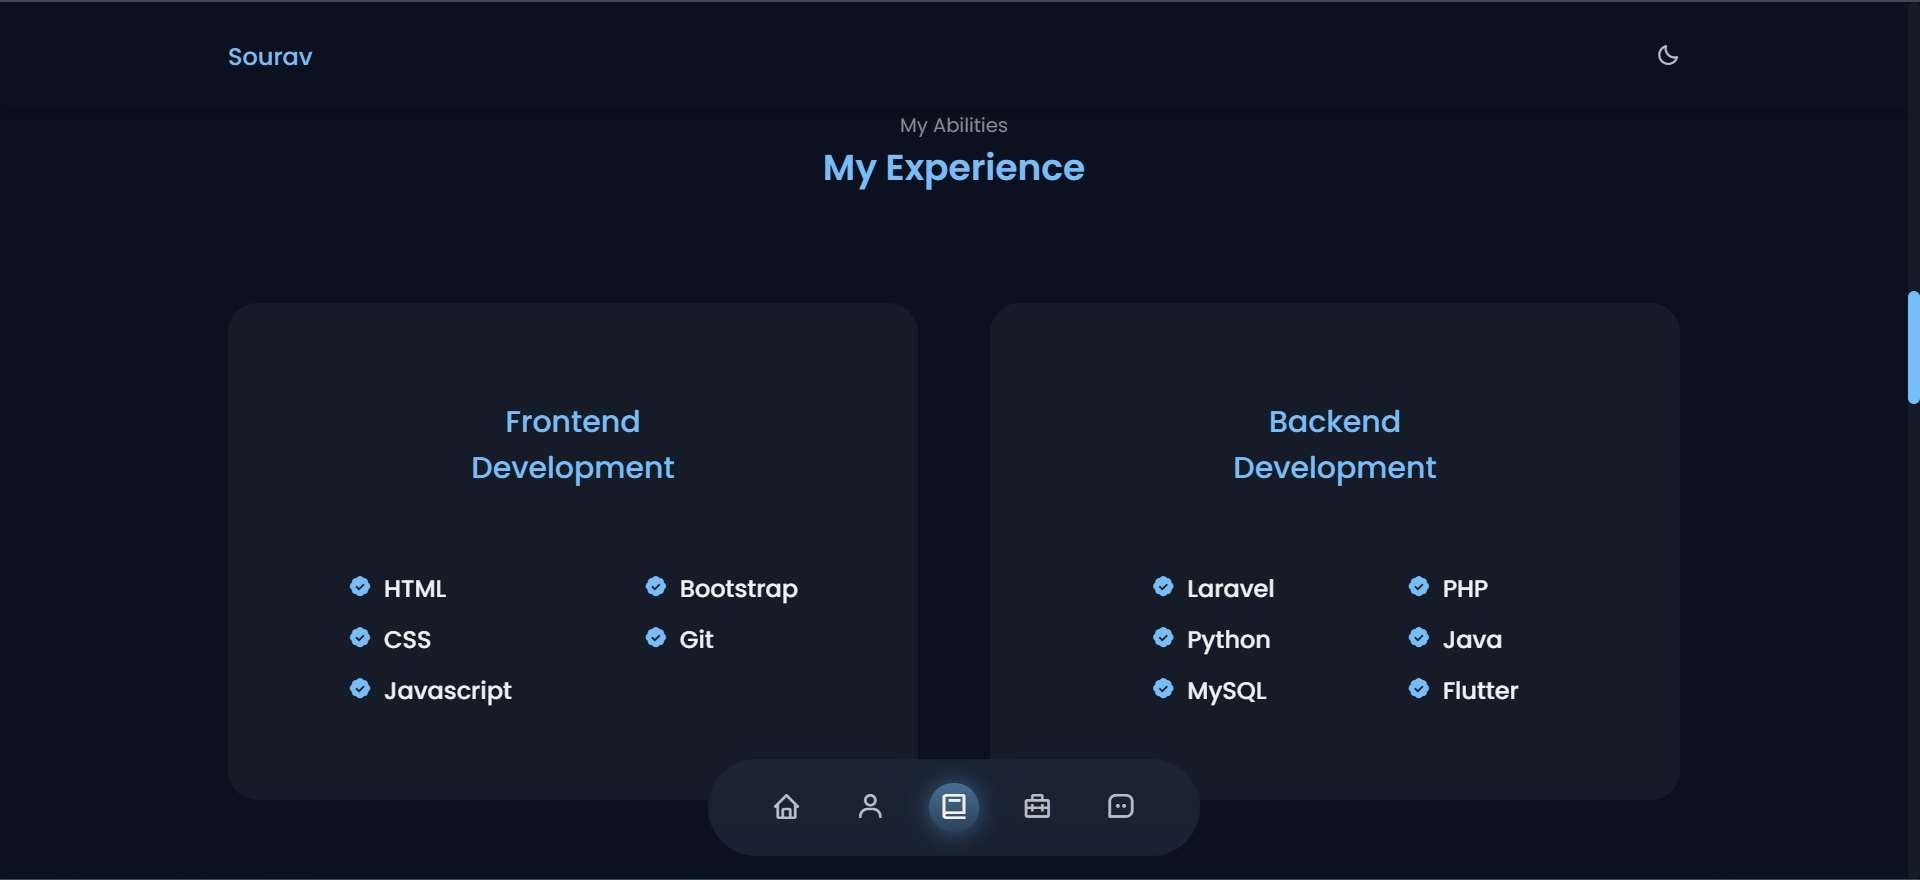 Sourav
My Abilities
My Experience
Frontend
Development
HTML
CSS
Javascript
Bootstrap
Git
Backend
Development
Laravel
Python
MySQL
PHP
Java
Flutter